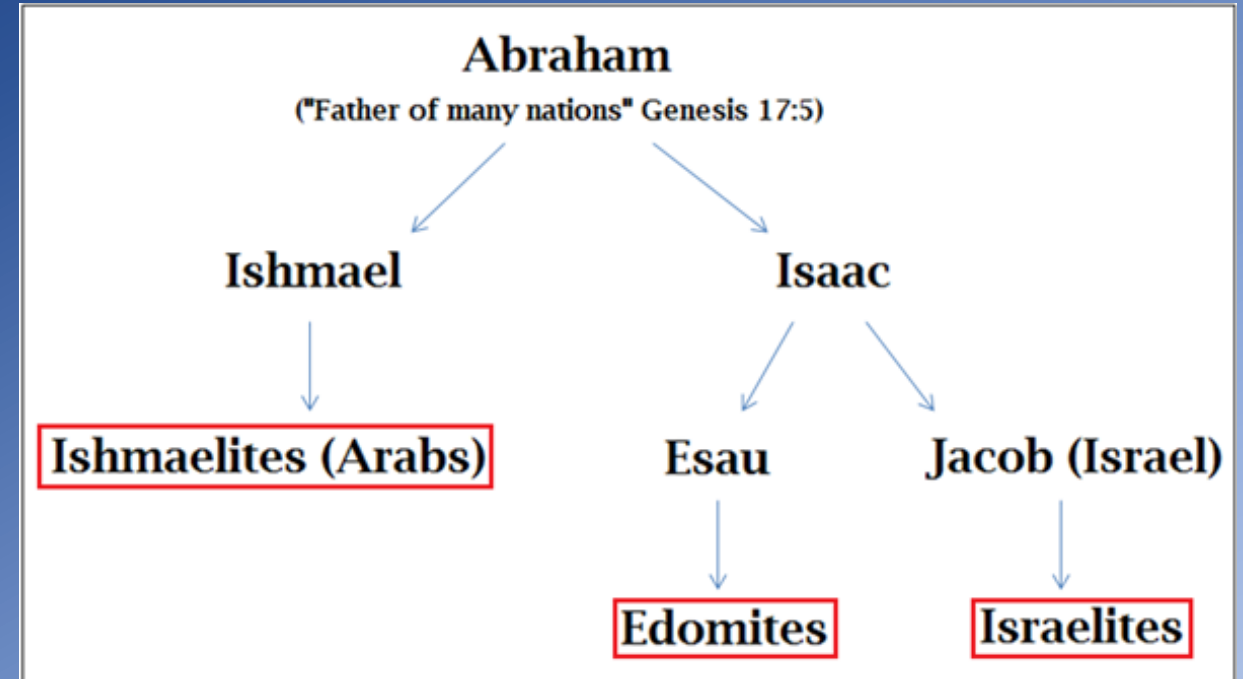 Abraham
("Father of many nations" Genesis 17:5)
Ishmael Isaac
Ishmaelites (Arabs) Esau Jacob (Israel)
Edomites Israelites